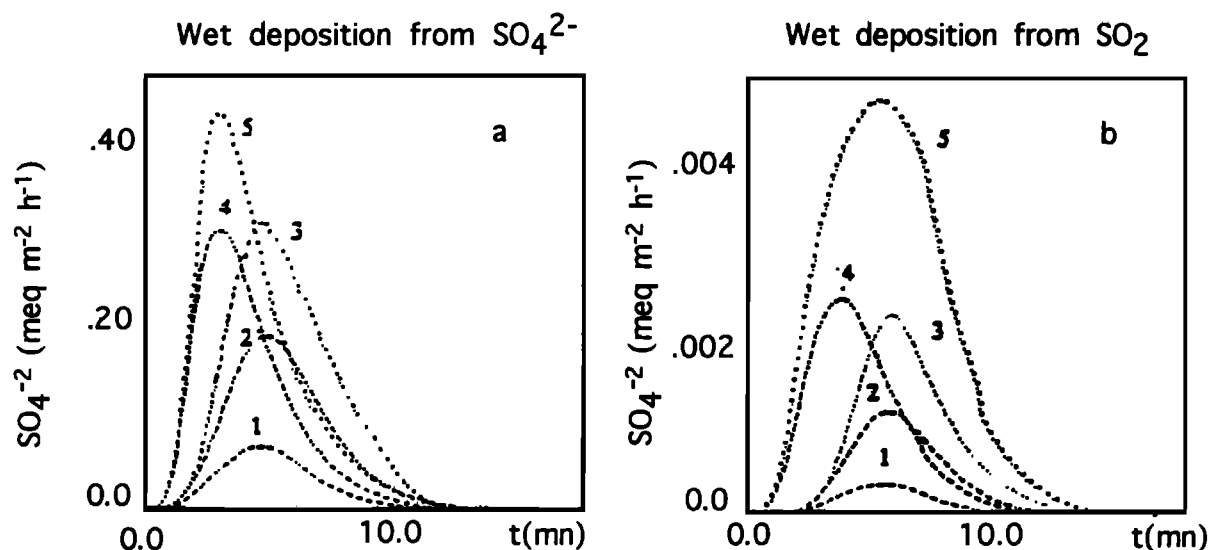 Wet deposition from SO₄²⁻
SO₄⁻² (meq m⁻² h⁻¹)
.40
.20
0.0
a
5
4
3
2
1
0.0
10.0
t(mn)
Wet deposition from SO₂
SO₄⁻² (meq m⁻² h⁻¹)
.004
.002
0.0
b
5
4
3
2
1
0.0
10.0
t(mn)